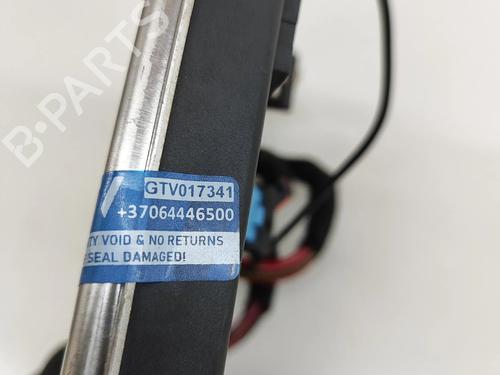 B-PARTS
GTV017341
+37064446500
TY VOID & NO RETURNS
SEAL DAMAGED!